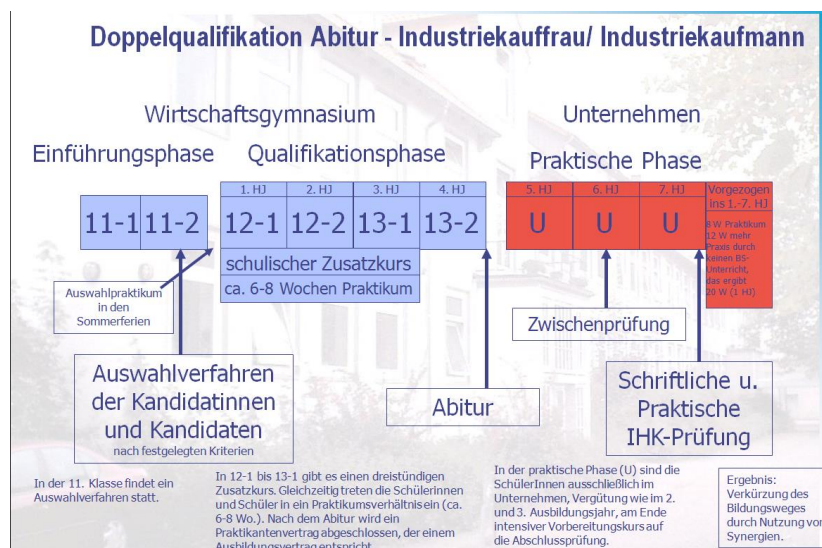 Doppelqualifikation Abitur - Industriekauffrau/ Industriekaufmann
Wirtschaftsgymnasium
Unternehmen
Einführungsphase
Qualifikationsphase
Praktische Phase
1. HJ
2. HJ
3. HJ
4. HJ
5. HJ
6. HJ
7. HJ
Vorgezogen
ins 1.-7. HJ
11-1
11-2
12-1
12-2
13-1
13-2
U
U
U
8 W Praktikum
12 W mehr
Praxis durch
keinen BS-
Unterricht,
das ergibt
20 W (1 HJ)
schulischer Zusatzkurs
ca. 6-8 Wochen Praktikum
Auswahlpraktikum
in den
Sommerferien
Zwischenprüfung
Auswahlverfahren
der Kandidatinnen
und Kandidaten
nach festgelegten Kriterien
Abitur
Schriftliche u.
Praktische
IHK-Prüfung
In der 11. Klasse findet ein
Auswahlverfahren statt.
In 12-1 bis 13-1 gibt es einen dreistündigen
Zusatzkurs. Gleichzeitig treten die Schülerinnen
und Schüler in ein Praktikumsverhältnis ein (ca.
6-8 Wo.). Nach dem Abitur wird ein
Praktikantenvertrag abgeschlossen, der einem
Ausbildungsvertrag entspricht.
In der praktische Phase (U) sind die
SchülerInnen ausschließlich im
Unternehmen, Vergütung wie im 2.
und 3. Ausbildungsjahr, am Ende
intensiver Vorbereitungskurs auf
die Abschlussprüfung.
Ergebnis:
Verkürzung des
Bildungsweges
durch Nutzung von
Synergien.